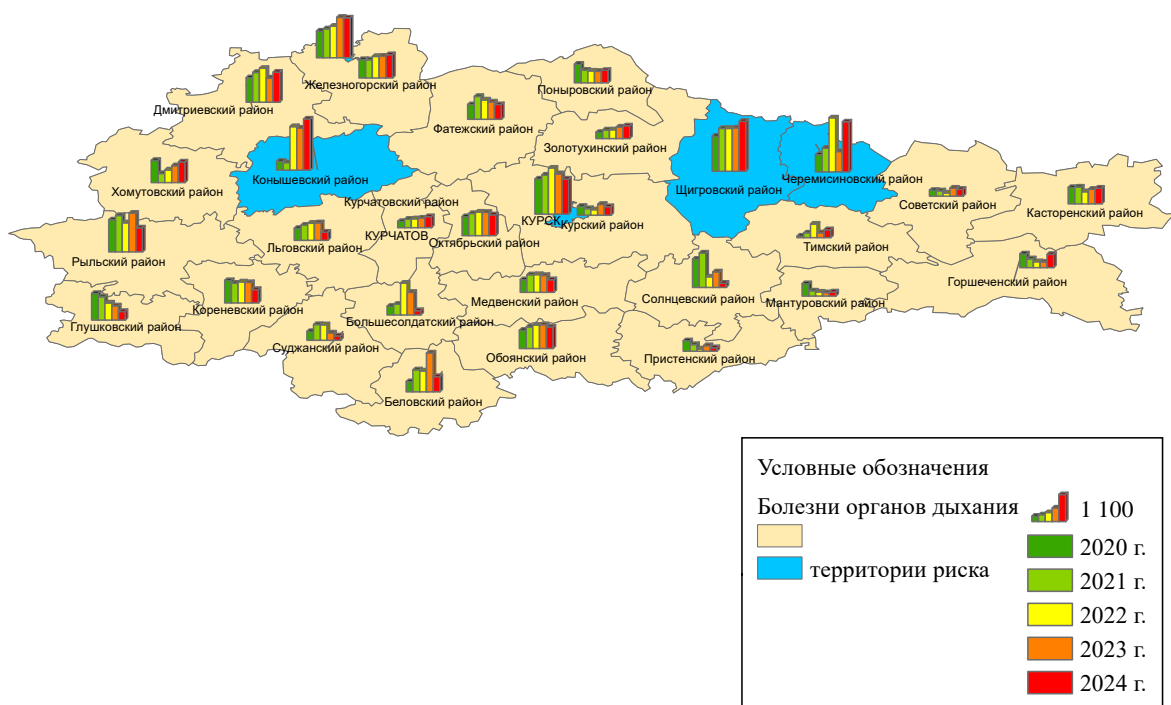 Железногорский район
Поныровский район
Дмитриевский район
Фатежский район
Золотухинский район
Конышевский район
Черемисиновский район
Хомутовский район
Щигровский район
Курчатовский район
Советский район
Касторенский район
КУРСК
Курский район
КУРЧАТОВ
Октябрьский район
Льговский район
Тимский район
Рыльский район
Горшеченский район
Медвенский район
Солнцевский район
Мантуровский район
Кореневский район
Большесолдатский район
Глушковский район
Суджанский район
Обоянский район
Пристенский район
Беловский район
Условные обозначения
Болезни органов дыхания
территории риска
1 100
2020 г.
2021 г.
2022 г.
2023 г.
2024 г.